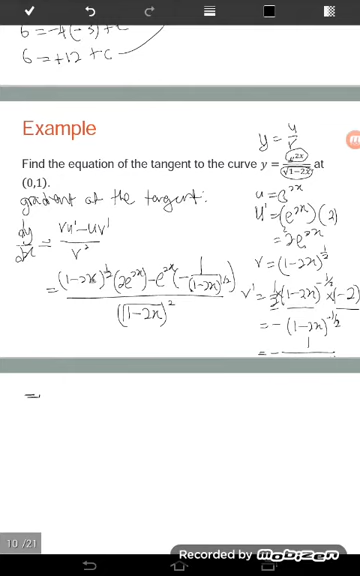 6 = -4(-3) + c
6 = +12 + c
Example
y = u/v
Find the equation of the tangent to the curve y = e^{2x}/√(1-2x) at
(0,1).
gradient at the tangent:
u = e^{2x}
u' = (e^{2x})(2)
= 2e^{2x}
dy/dx = (vu' - uv')/v²
v = (1-2x)^{1/2}
= ((1-2x)^{1/2}(2e^{2x}) - e^{2x}(-1/(1-2x)^{1/2}))/(√(1-2x))²
v' = 1/2(1-2x)^{-1/2} × (-2)
= -(1-2x)^{-1/2}
= - 1
=
10 /21
Recorded by mobizen